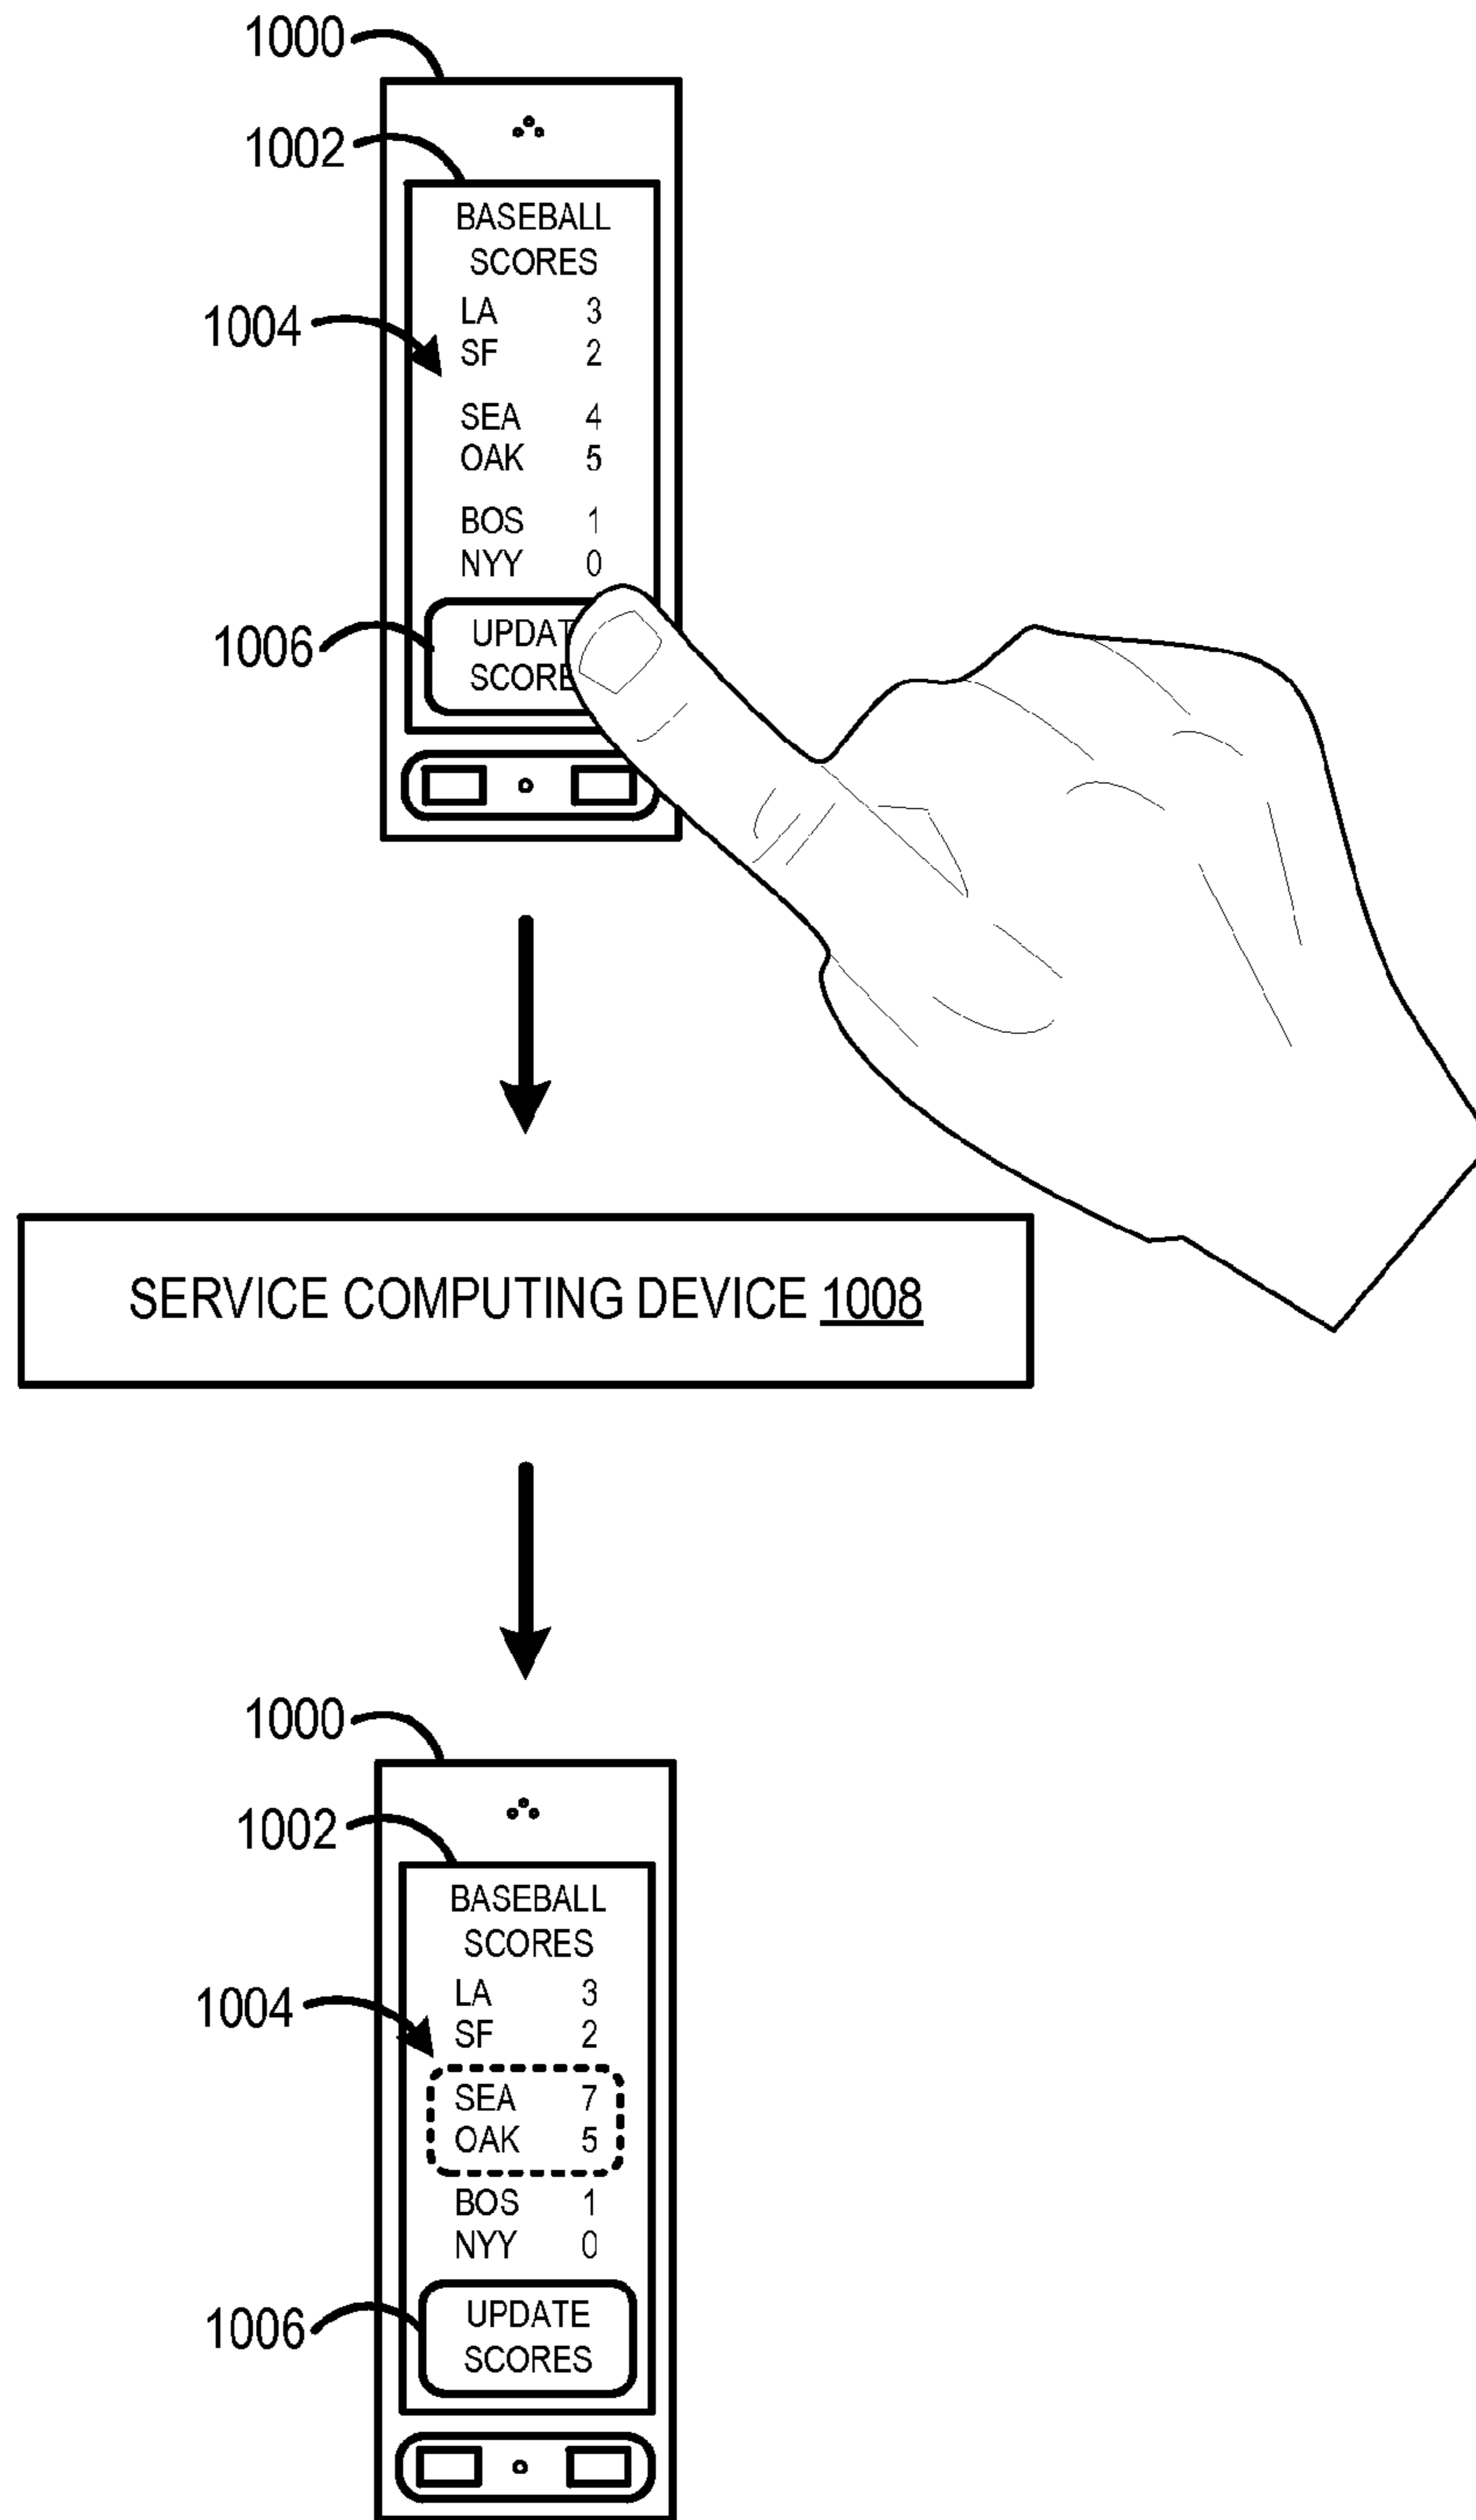 1000
1002
BASEBALL
SCORES
LA 3
SF 2
1004
SEA 4
OAK 5
BOS 1
NYY 0
1006
UPDAT
SCORE
SERVICE COMPUTING DEVICE 1008
1000
1002
BASEBALL
SCORES
LA 3
SF 2
1004
SEA 7
OAK 5
BOS 1
NYY 0
1006
UPDATE
SCORES